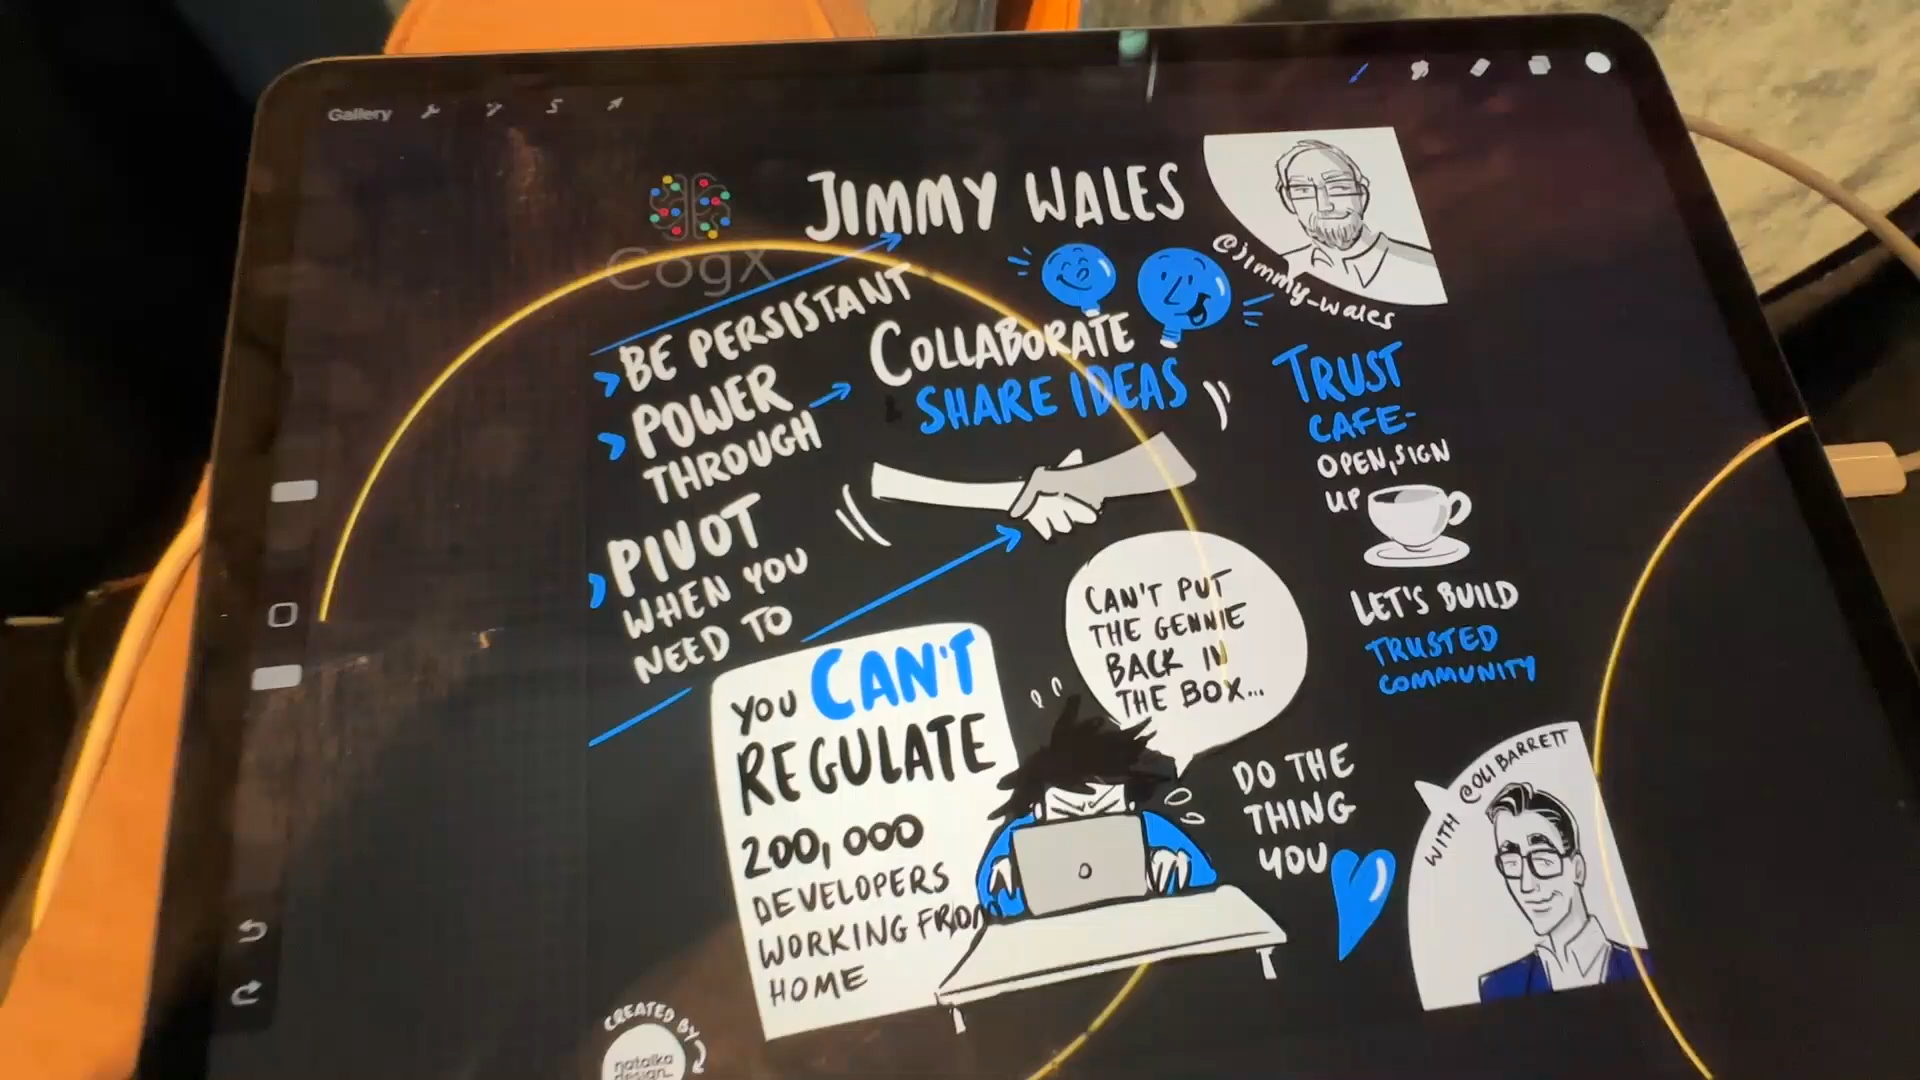 Gallery
CogX
JIMMY WALES
@jimmy_wales
BE PERSISTANT
POWER
THROUGH
PIVOT
WHEN YOU
NEED TO
COLLABORATE
SHARE IDEAS
TRUST
CAFE-
OPEN, SIGN
UP
LET'S BUILD
TRUSTED
COMMUNITY
CAN'T PUT
THE GENNIE
BACK IN
THE BOX...
YOU CAN'T
REGULATE
200,000
DEVELOPERS
WORKING FROM
HOME
DO THE
THING
YOU
WITH @OLI BARRETT
CREATED BY
natalka
design_